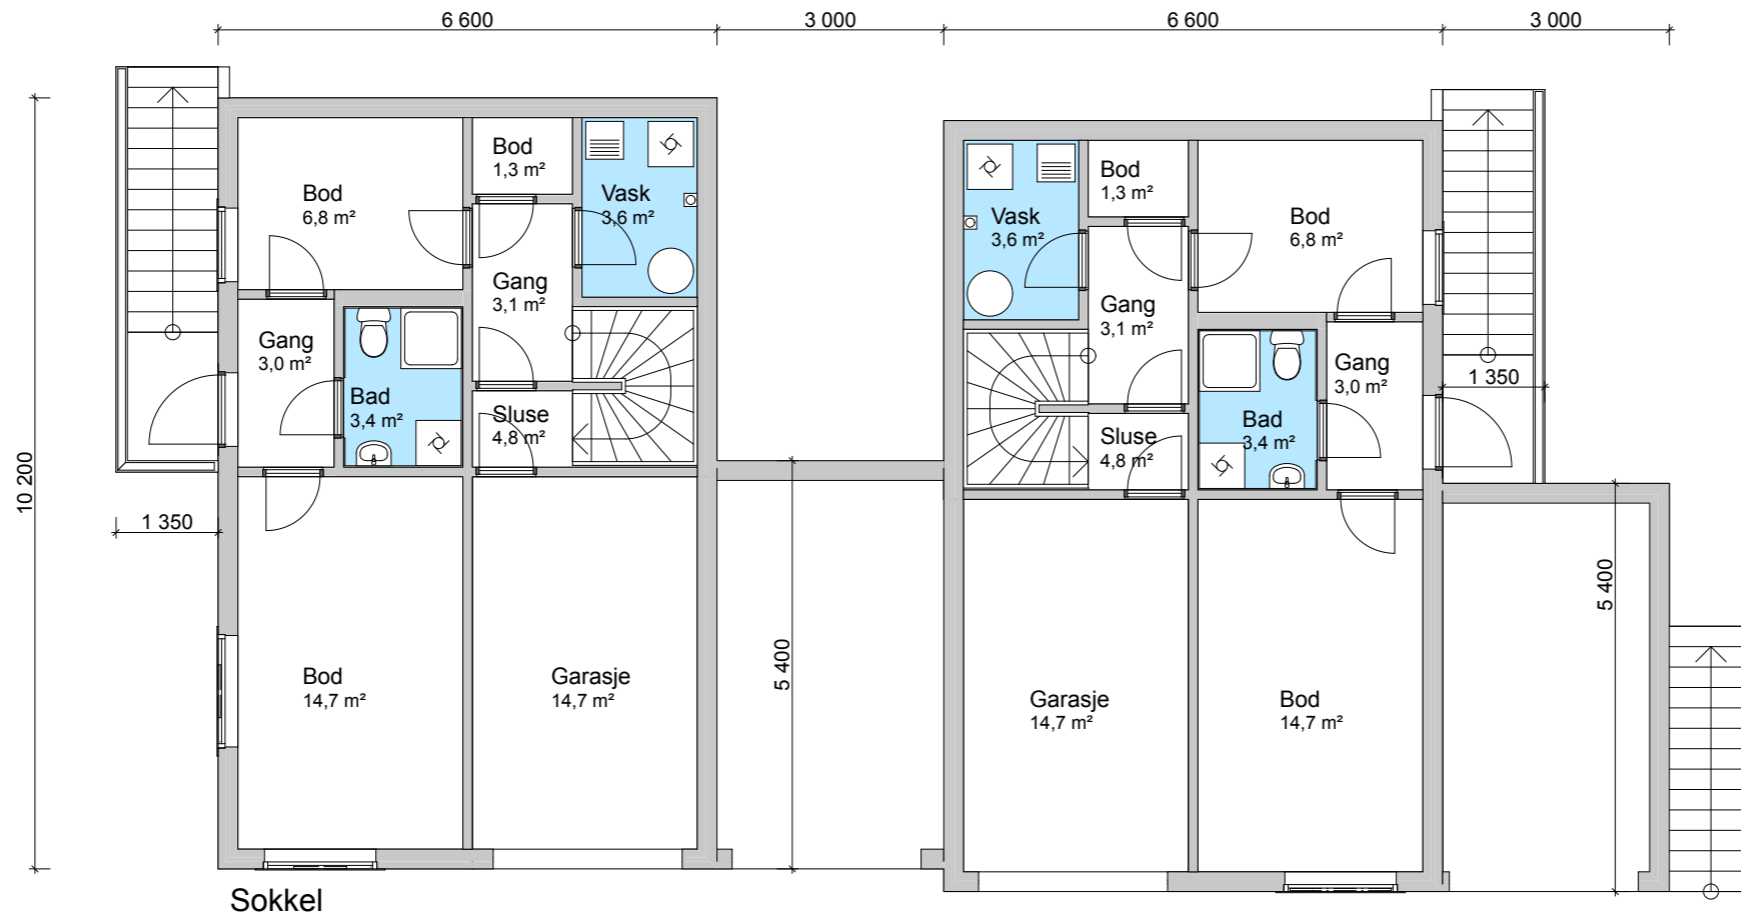 6 600
3 000
6 600
3 000
Bod
1,3 m²
Bod
6,8 m²
Vask
3,6 m²
Gang
3,1 m²
Gang
3,0 m²
Bad
3,4 m²
Sluse
4,8 m²
10 200
1 350
Bod
14,7 m²
Garasje
14,7 m²
5 400
Bod
1,3 m²
Vask
3,6 m²
Bod
6,8 m²
Gang
3,1 m²
Gang
3,0 m²
1 350
Bad
3,4 m²
Sluse
4,8 m²
Garasje
14,7 m²
Bod
14,7 m²
5 400
Sokkel